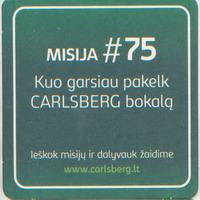 MISIJA #75
Kuo garsiau pakelk
CARLSBERG bokalą
Ieškok misijų ir dalyvauk žaidime
www.carlsberg.lt